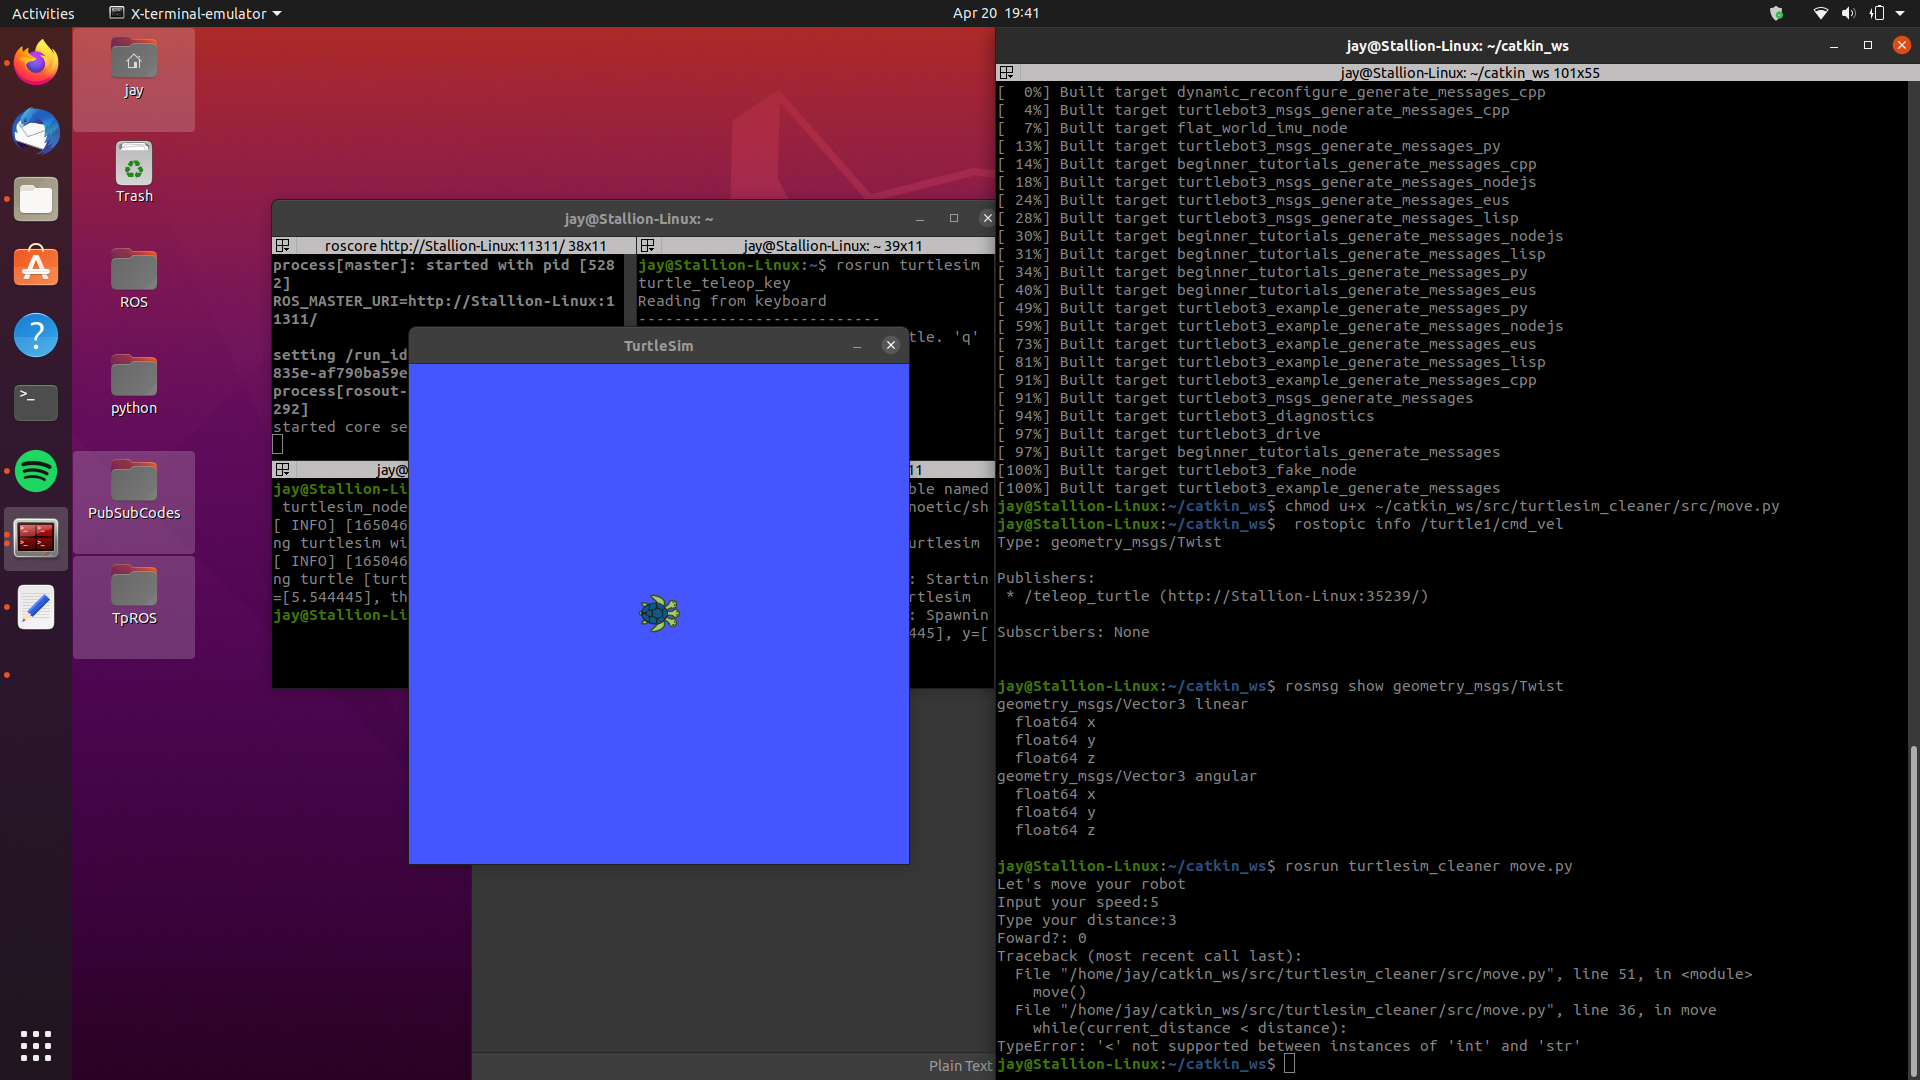 Activities
X-terminal-emulator
Apr 20 19:41
jay
Trash
ROS
python
PubSubCodes
TpROS
jay@Stallion-Linux: ~
roscore http://Stallion-Linux:11311/ 38x11
process[master]: started with pid [528
2]
ROS_MASTER_URI=http://Stallion-Linux:1
1311/
setting /run_id
835e-af790ba59e
process[rosout-
292]
started core se
jay@Stallion-Linux: ~ 39x11
jay@Stallion-Linux:~$ rosrun turtlesim
turtle_teleop_key
Reading from keyboard
---------------------------
tle. 'q'
jay@
jay@Stallion-Li
turtlesim_node
[ INFO] [165046
ng turtlesim wi
[ INFO] [165046
ng turtle [turt
=[5.544445], th
jay@Stallion-Li
11
ble named
noetic/sh
urtlesim
: Startin
rtlesim
: Spawnin
445], y=[
TurtleSim
Plain Text
jay@Stallion-Linux: ~/catkin_ws
jay@Stallion-Linux: ~/catkin_ws 101x55
[  0%] Built target dynamic_reconfigure_generate_messages_cpp
[  4%] Built target turtlebot3_msgs_generate_messages_cpp
[  7%] Built target flat_world_imu_node
[ 13%] Built target turtlebot3_msgs_generate_messages_py
[ 14%] Built target beginner_tutorials_generate_messages_cpp
[ 18%] Built target turtlebot3_msgs_generate_messages_nodejs
[ 24%] Built target turtlebot3_msgs_generate_messages_eus
[ 28%] Built target turtlebot3_msgs_generate_messages_lisp
[ 30%] Built target beginner_tutorials_generate_messages_nodejs
[ 31%] Built target beginner_tutorials_generate_messages_lisp
[ 34%] Built target beginner_tutorials_generate_messages_py
[ 40%] Built target beginner_tutorials_generate_messages_eus
[ 49%] Built target turtlebot3_example_generate_messages_py
[ 59%] Built target turtlebot3_example_generate_messages_nodejs
[ 73%] Built target turtlebot3_example_generate_messages_eus
[ 81%] Built target turtlebot3_example_generate_messages_lisp
[ 91%] Built target turtlebot3_example_generate_messages_cpp
[ 91%] Built target turtlebot3_msgs_generate_messages
[ 94%] Built target turtlebot3_diagnostics
[ 97%] Built target turtlebot3_drive
[ 97%] Built target beginner_tutorials_generate_messages
[100%] Built target turtlebot3_fake_node
[100%] Built target turtlebot3_example_generate_messages
jay@Stallion-Linux:~/catkin_ws$ chmod u+x ~/catkin_ws/src/turtlesim_cleaner/src/move.py
jay@Stallion-Linux:~/catkin_ws$  rostopic info /turtle1/cmd_vel
Type: geometry_msgs/Twist
Publishers:
 * /teleop_turtle (http://Stallion-Linux:35239/)
Subscribers: None
jay@Stallion-Linux:~/catkin_ws$ rosmsg show geometry_msgs/Twist
geometry_msgs/Vector3 linear
  float64 x
  float64 y
  float64 z
geometry_msgs/Vector3 angular
  float64 x
  float64 y
  float64 z
jay@Stallion-Linux:~/catkin_ws$ rosrun turtlesim_cleaner move.py
Let's move your robot
Input your speed:5
Type your distance:3
Foward?: 0
Traceback (most recent call last):
  File "/home/jay/catkin_ws/src/turtlesim_cleaner/src/move.py", line 51, in <module>
    move()
  File "/home/jay/catkin_ws/src/turtlesim_cleaner/src/move.py", line 36, in move
    while(current_distance < distance):
TypeError: '<' not supported between instances of 'int' and 'str'
jay@Stallion-Linux:~/catkin_ws$